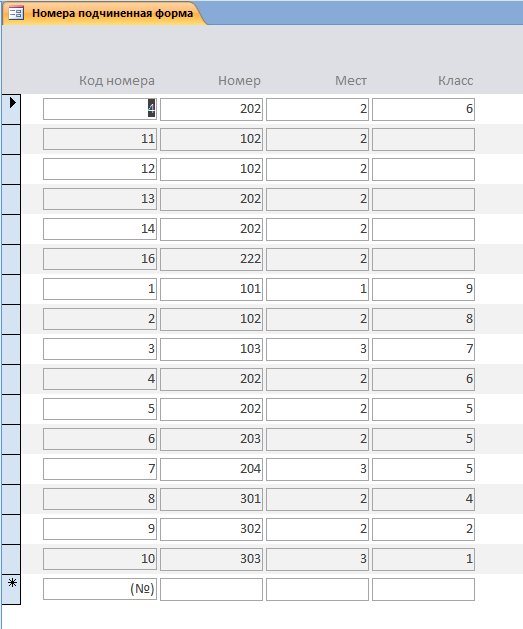 Номера подчиненная форма
Код номера Номер Мест Класс
4 202 2 6
11 102 2
12 102 2
13 202 2
14 202 2
16 222 2
1 101 1 9
2 102 2 8
3 103 3 7
4 202 2 6
5 202 2 5
6 203 2 5
7 204 3 5
8 301 2 4
9 302 2 2
10 303 3 1
(№)